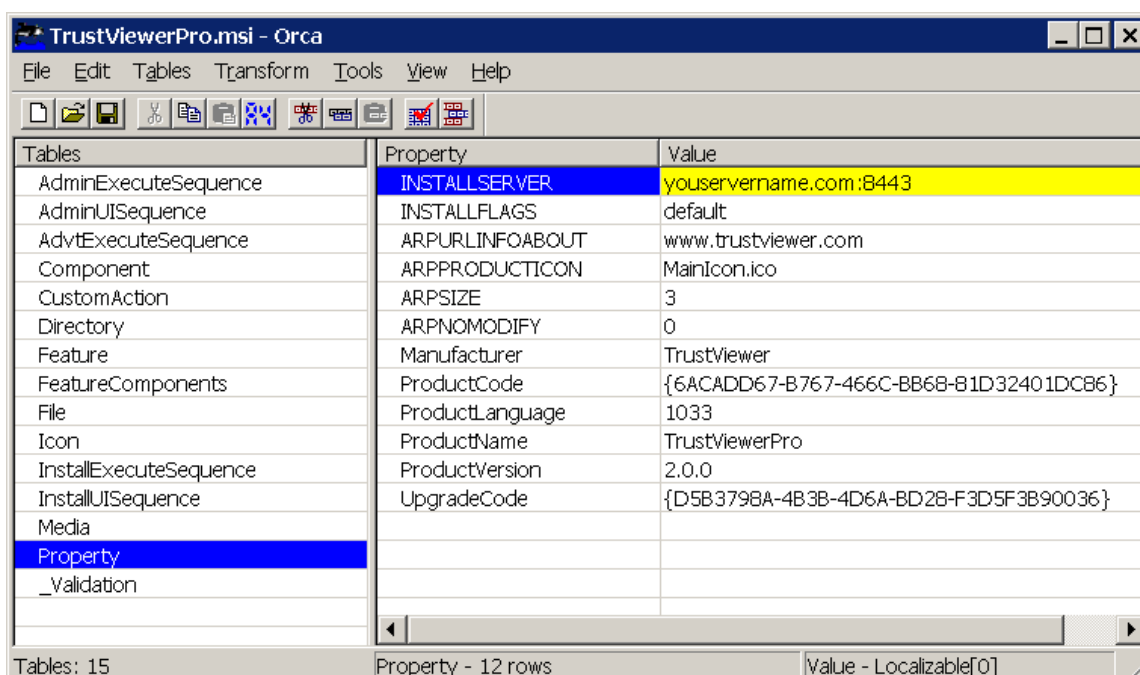 TrustViewerPro.msi - Orca
File Edit Tables Transform Tools View Help
Tables Property Value
AdminExecuteSequence INSTALLSERVER youservername.com:8443
AdminUISequence INSTALLFLAGS default
AdvtExecuteSequence ARPURLINFOABOUT www.trustviewer.com
Component ARPPRODUCTICON MainIcon.ico
CustomAction ARPSIZE 3
Directory ARPNOMODIFY 0
Feature Manufacturer TrustViewer
FeatureComponents ProductCode {6ACADD67-B767-466C-BB68-81D32401DC86}
File ProductLanguage 1033
Icon ProductName TrustViewerPro
InstallExecuteSequence ProductVersion 2.0.0
InstallUISequence UpgradeCode {D5B3798A-4B3B-4D6A-BD28-F3D5F3B90036}
Media
Property
_Validation
Tables: 15 Property - 12 rows Value - Localizable[0]